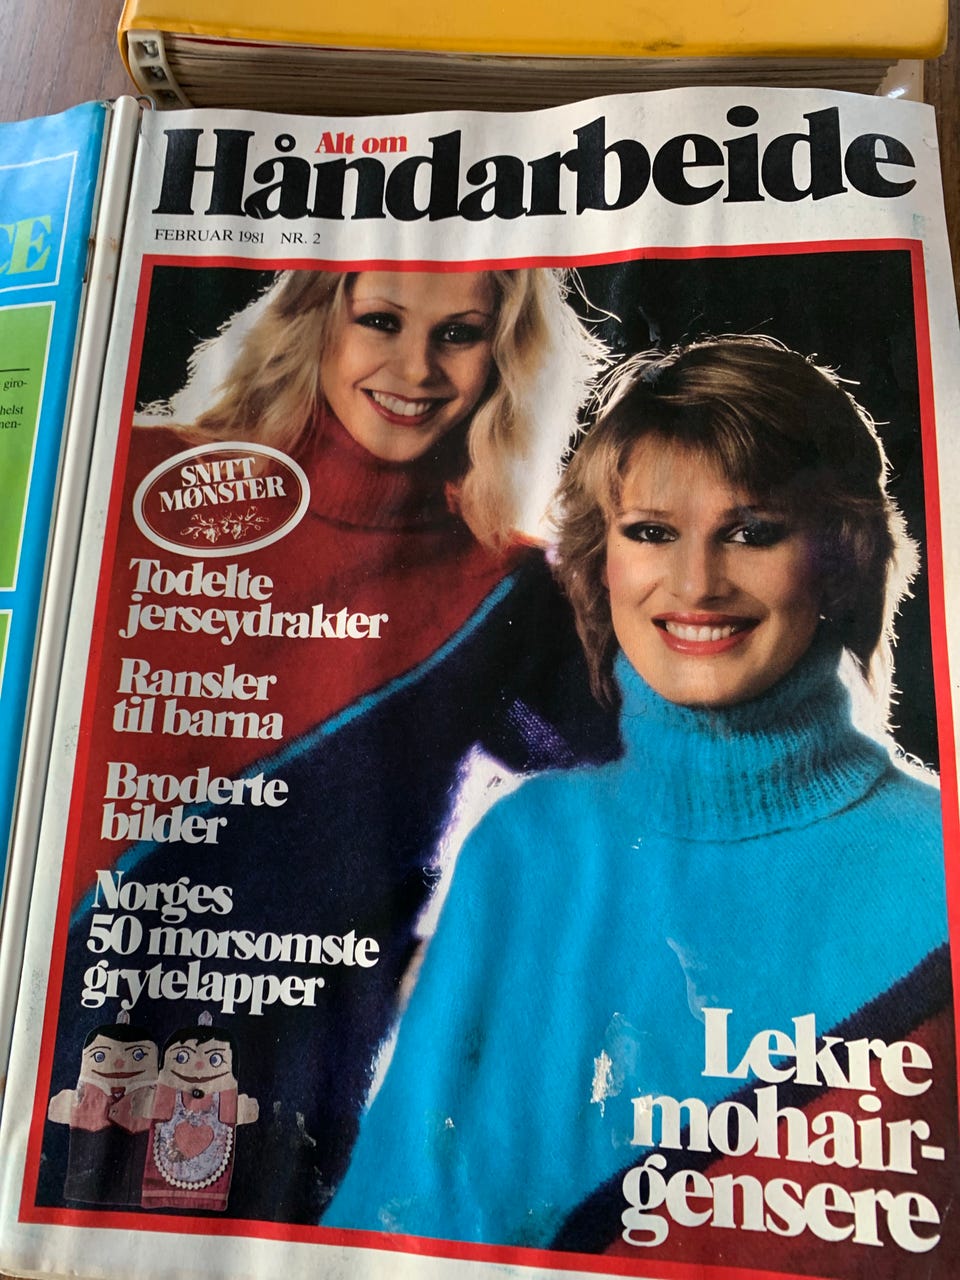 CE
giro-
helst
men-
Alt om
Håndarbeide
FEBRUAR 1981 NR. 2
SNITT
MØNSTER
Todelte
jerseydrakter
Ransler
til barna
Broderte
bilder
Norges
50 morsomste
grytelapper
Lekre
mohair-
gensere